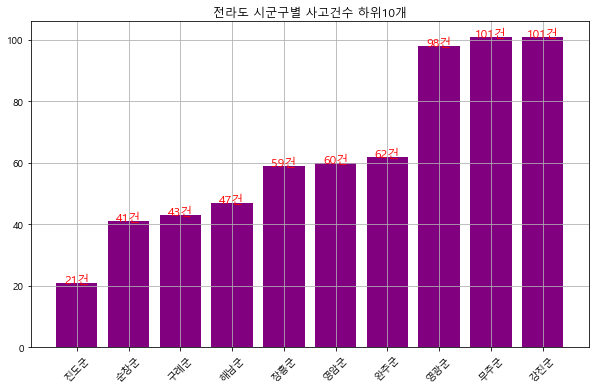 전라도 시군구별 사고건수 하위10개
100
80
60
40
20
0
21건
41건
43건
47건
59건
60건
62건
98건
101건
101건
진도군
순창군
구례군
해남군
장흥군
영암군
완주군
영광군
무주군
강진군